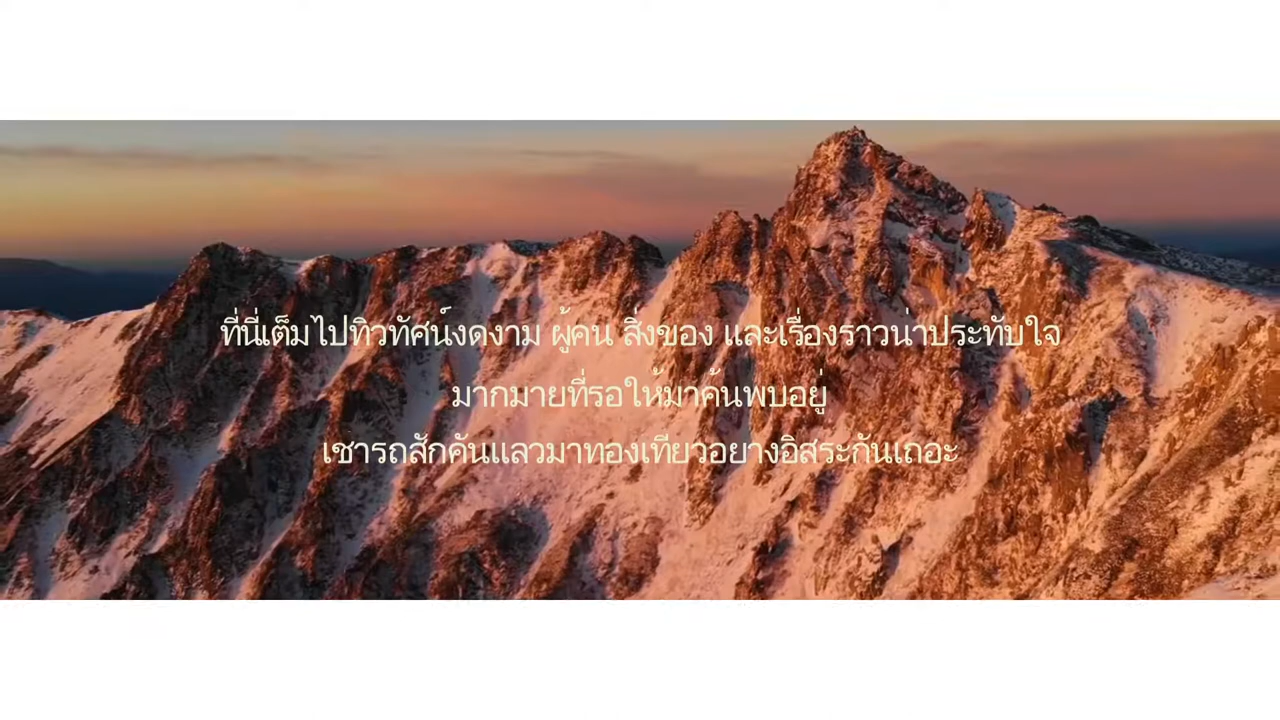 ที่นี่เต็มไปทิวทัศน์งดงาม ผู้คน สิ่งของ และเรื่องราวน่าประทับใจ
มากมายที่รอให้มาค้นพบอยู่
เชารถสักคันแลวมาทองเทียวอยางอิสระกันเถอะ